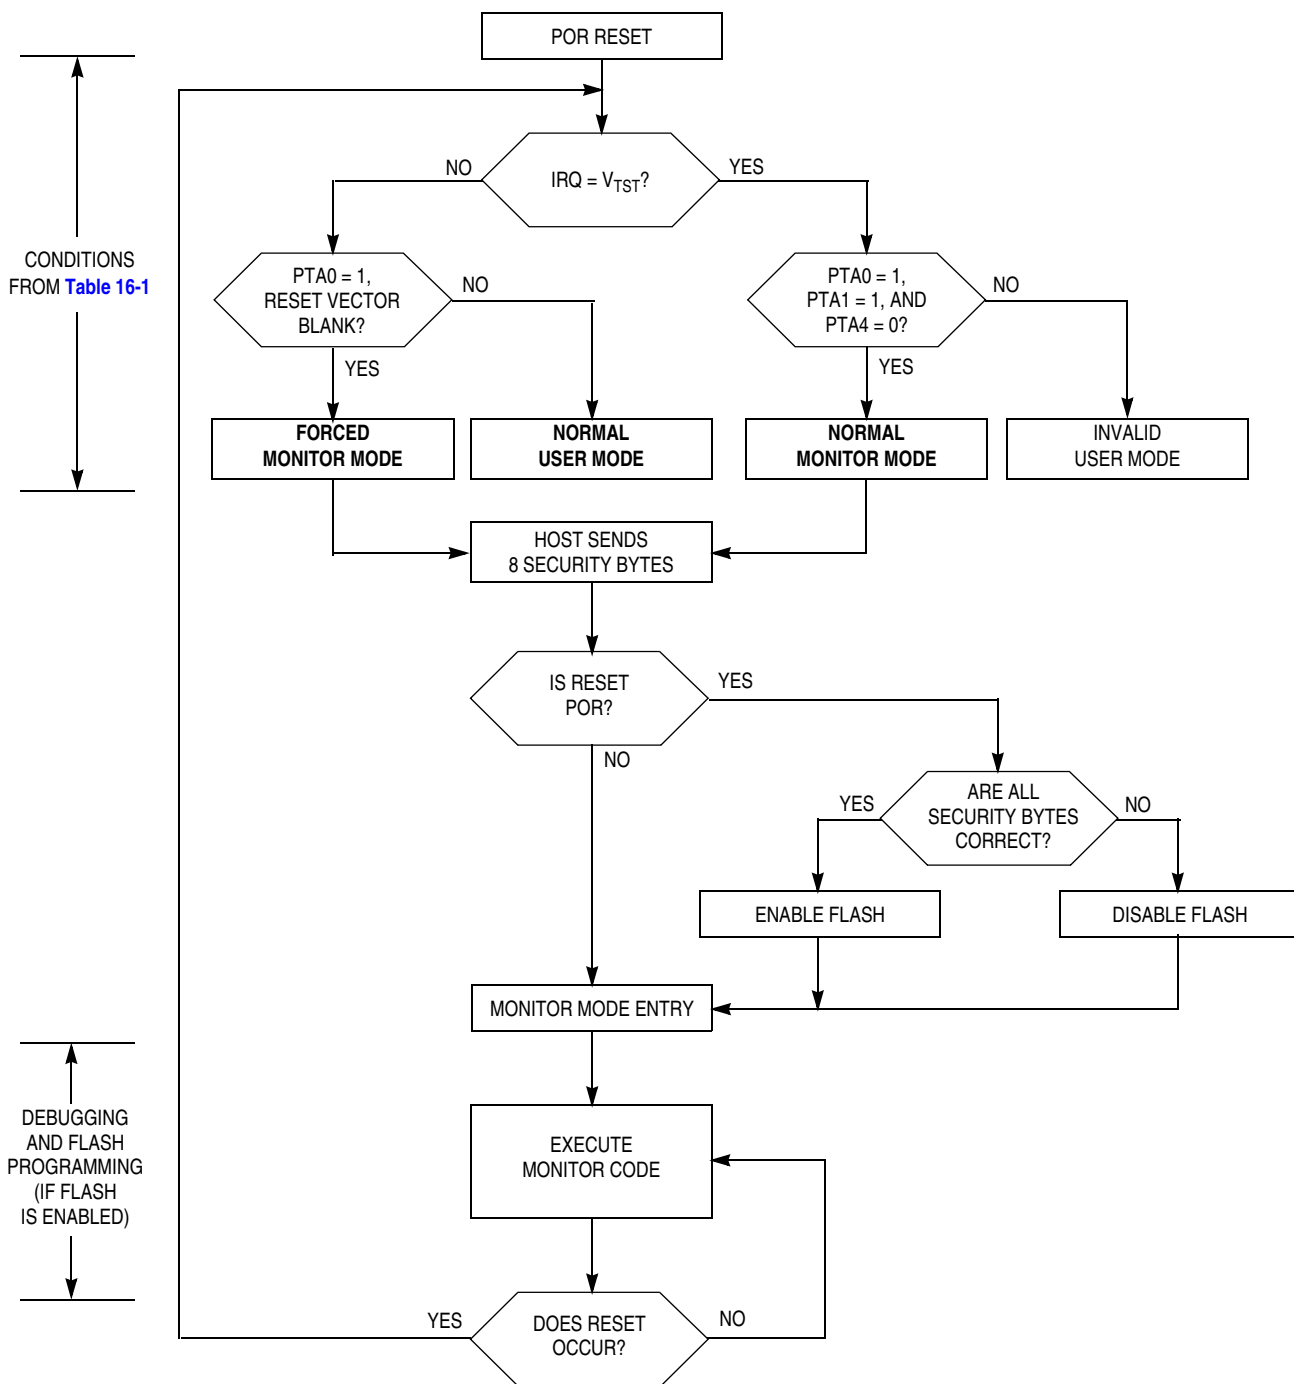 POR RESET
NO
YES
IRQ = VTST?
CONDITIONS
FROM Table 16-1
PTA0 = 1,
RESET VECTOR
BLANK?
NO
YES
PTA0 = 1,
PTA1 = 1, AND
PTA4 = 0?
NO
YES
FORCED
MONITOR MODE
NORMAL
USER MODE
NORMAL
MONITOR MODE
INVALID
USER MODE
HOST SENDS
8 SECURITY BYTES
IS RESET
POR?
YES
NO
ARE ALL
SECURITY BYTES
CORRECT?
YES
NO
ENABLE FLASH
DISABLE FLASH
MONITOR MODE ENTRY
DEBUGGING
AND FLASH
PROGRAMMING
(IF FLASH
IS ENABLED)
EXECUTE
MONITOR CODE
YES
DOES RESET
OCCUR?
NO